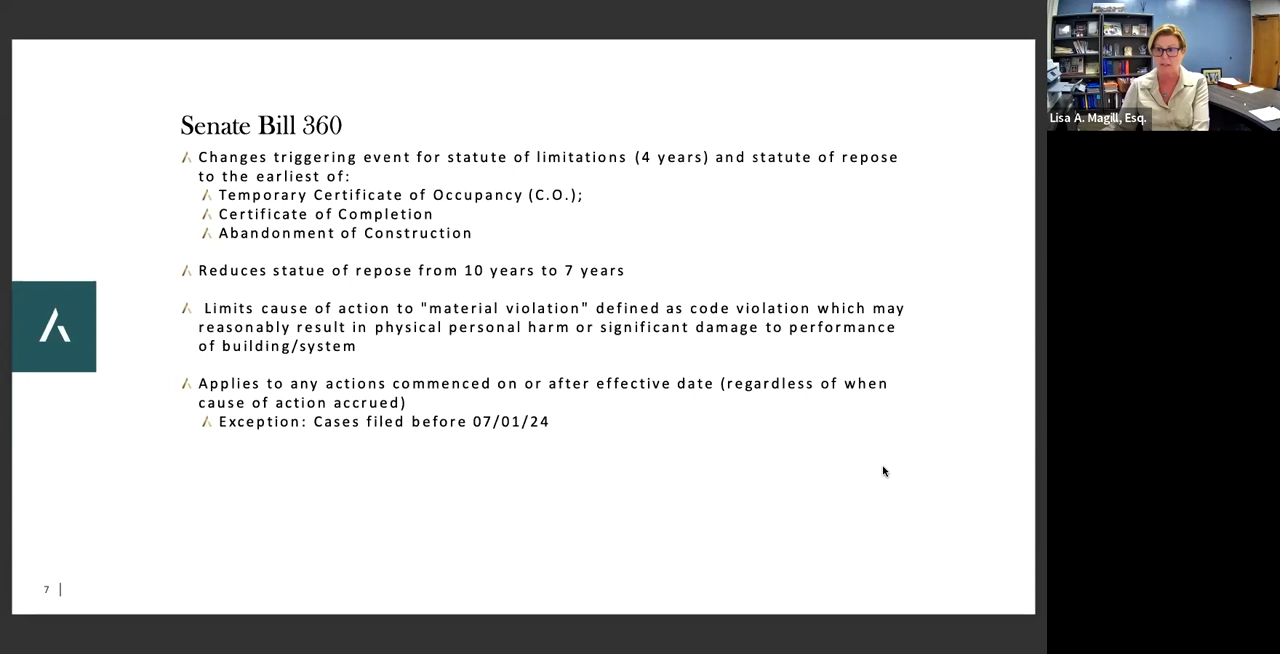 Senate Bill 360
Changes triggering event for statute of limitations (4 years) and statute of repose
to the earliest of:
Temporary Certificate of Occupancy (C.O.);
Certificate of Completion
Abandonment of Construction
Reduces statue of repose from 10 years to 7 years
Limits cause of action to "material violation" defined as code violation which may
reasonably result in physical personal harm or significant damage to performance
of building/system
Applies to any actions commenced on or after effective date (regardless of when
cause of action accrued)
Exception: Cases filed before 07/01/24
7 |
Lisa A. Magill, Esq.